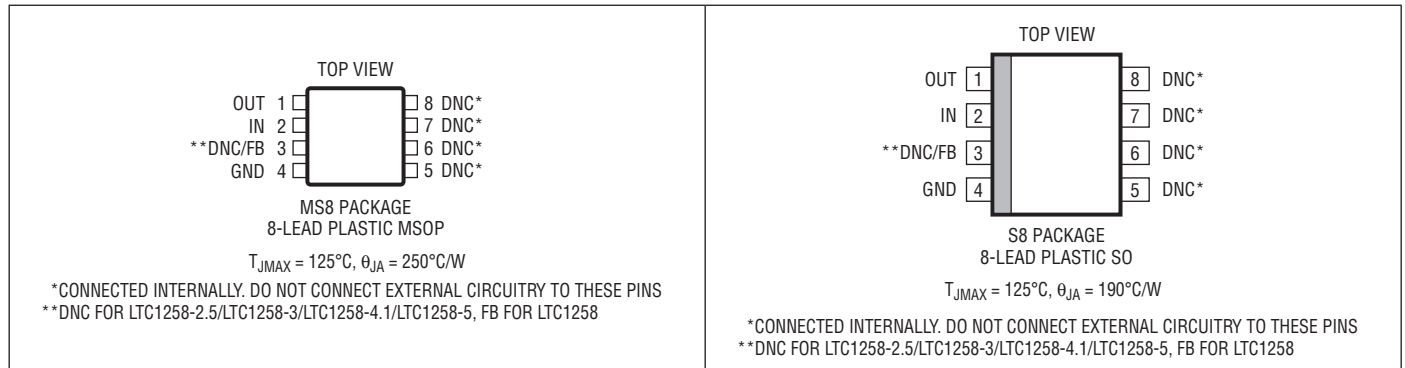 TOP VIEW
OUT 1
IN 2
**DNC/FB 3
GND 4
8 DNC*
7 DNC*
6 DNC*
5 DNC*
MS8 PACKAGE
8-LEAD PLASTIC MSOP
TJMAX = 125°C, θJA = 250°C/W
*CONNECTED INTERNALLY. DO NOT CONNECT EXTERNAL CIRCUITRY TO THESE PINS
**DNC FOR LTC1258-2.5/LTC1258-3/LTC1258-4.1/LTC1258-5, FB FOR LTC1258
TOP VIEW
OUT 1
IN 2
**DNC/FB 3
GND 4
8 DNC*
7 DNC*
6 DNC*
5 DNC*
S8 PACKAGE
8-LEAD PLASTIC SO
TJMAX = 125°C, θJA = 190°C/W
*CONNECTED INTERNALLY. DO NOT CONNECT EXTERNAL CIRCUITRY TO THESE PINS
**DNC FOR LTC1258-2.5/LTC1258-3/LTC1258-4.1/LTC1258-5, FB FOR LTC1258